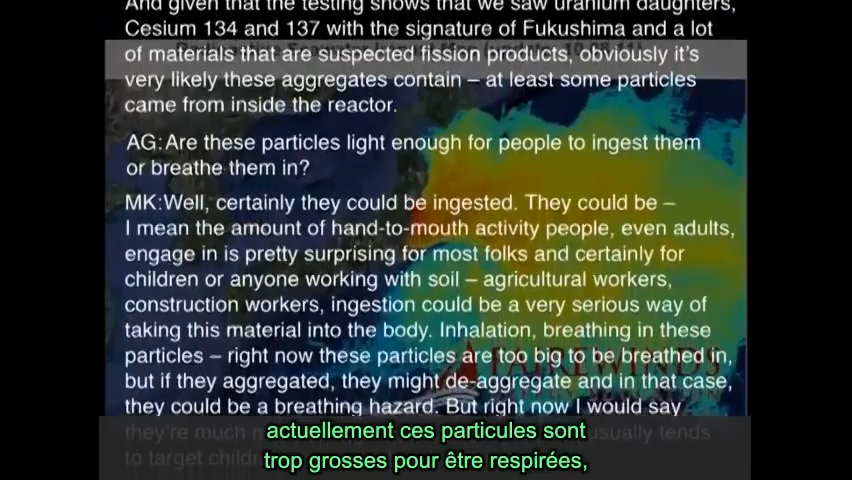 And given that the testing shows that we saw uranium daughters,
Cesium 134 and 137 with the signature of Fukushima and a lot
of materials that are suspected fission products, obviously it's
very likely these aggregates contain – at least some particles
came from inside the reactor.
AG: Are these particles light enough for people to ingest them
or breathe them in?
MK: Well, certainly they could be ingested. They could be –
I mean the amount of hand-to-mouth activity people, even adults,
engage in is pretty surprising for most folks and certainly for
children or anyone working with soil – agricultural workers,
construction workers, ingestion could be a very serious way of
taking this material into the body. Inhalation, breathing in these
particles – right now these particles are too big to be breathed in,
but if they aggregated, they might de-aggregate and in that case,
they could be a breathing hazard. But right now I would say
they're much usually tends
to target
FAIREWINDS
actuellement ces particules sont
trop grosses pour être respirées,